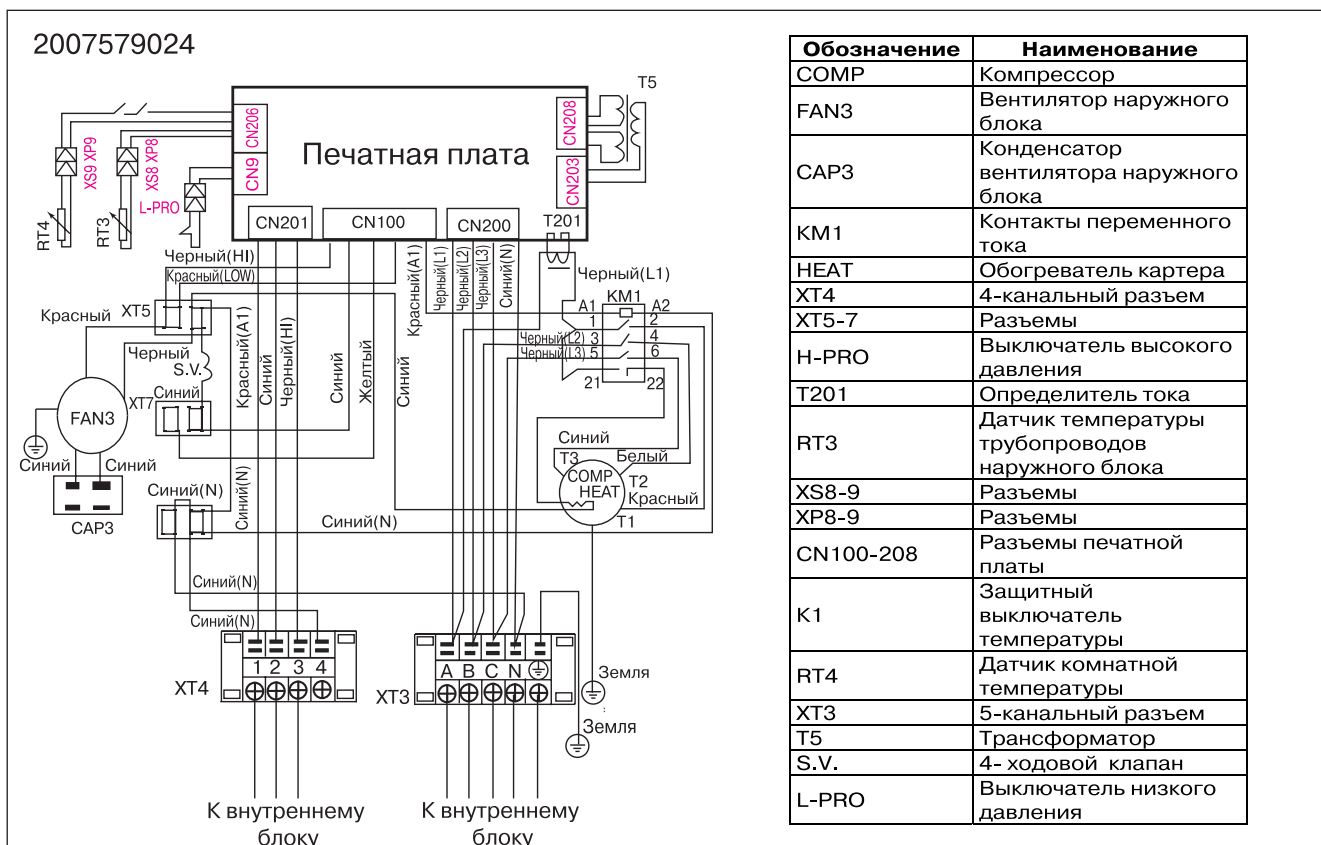 2007579024
T5
CN206
CN208
XS9 XP9
XS8 XP8
Печатная плата
CN9
CN203
L-PRO
RT4
RT3
CN201
CN100
CN200
T201
Черный(HI)
Красный(LOW)
Красный(A1)
Черный(L1)
Черный(L2)
Черный(L3)
Синий(N)
Черный(L1)
KM1
A1
A2
1
2
Черный(L2)
3
4
Черный(L3)
5
6
21
22
Красный
XT5
Черный
S.V.
Синий
XT7
Красный(A1)
Синий
Черный(HI)
Синий
Желтый
Синий
FAN3
Синий
Синий
CAP3
Синий(N)
Синий(N)
Синий(N)
Синий
T3
Белый
COMP
HEAT
T2
Красный
T1
Синий(N)
Синий(N)
1 2 3 4
XT4
A B C N
XT3
Земля
Земля
К внутреннему
блоку
К внутреннему
блоку
Обозначение Наименование
COMP Компрессор
FAN3 Вентилятор наружного
блока
CAP3 Конденсатор
вентилятора наружного
блока
KM1 Контакты переменного
тока
HEAT Обогреватель картера
XT4 4-канальный разъем
XT5-7 Разъемы
H-PRO Выключатель высокого
давления
T201 Определитель тока
RT3 Датчик температуры
трубопроводов
наружного блока
XS8-9 Разъемы
XP8-9 Разъемы
CN100-208 Разъемы печатной
платы
K1 Защитный
выключатель
температуры
RT4 Датчик комнатной
температуры
XT3 5-канальный разъем
T5 Трансформатор
S.V. 4- ходовой клапан
L-PRO Выключатель низкого
давления